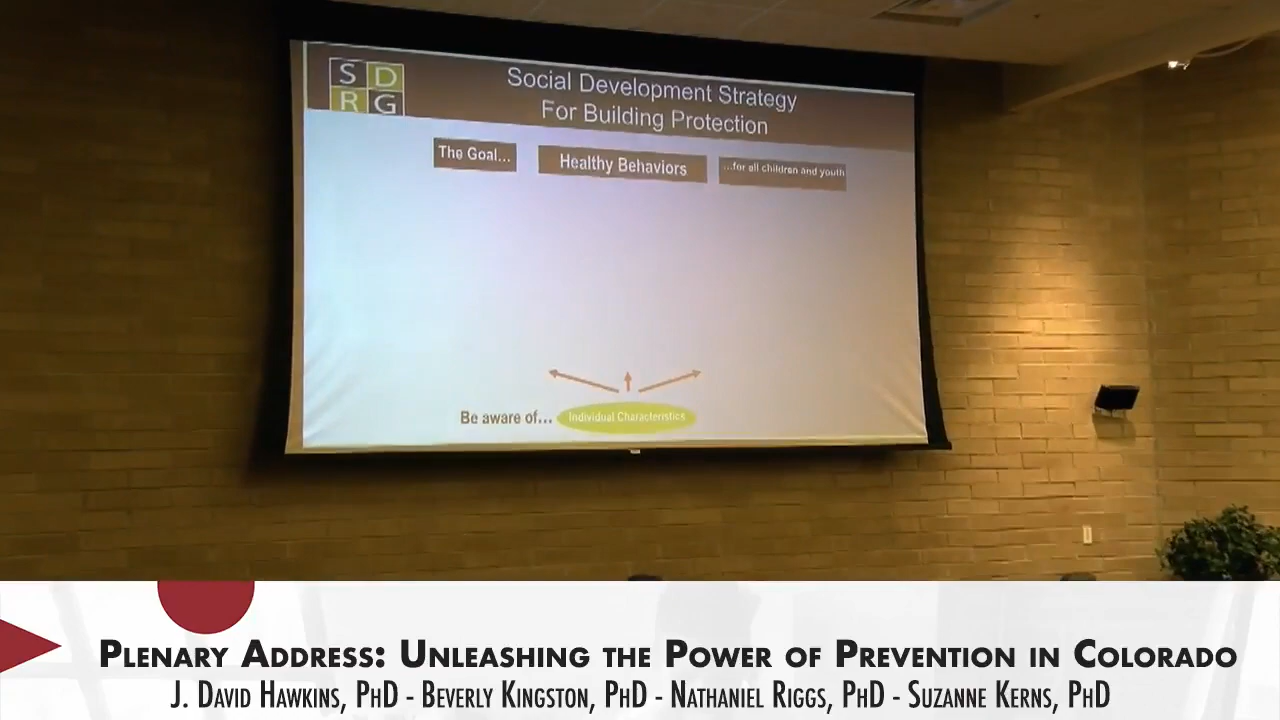 SD
RG
Social Development Strategy
For Building Protection
The Goal...
Healthy Behaviors
...for all children and youth
Be aware of...
Individual Characteristics
Plenary Address: Unleashing the Power of Prevention in Colorado
J. David Hawkins, PhD - Beverly Kingston, PhD - Nathaniel Riggs, PhD - Suzanne Kerns, PhD